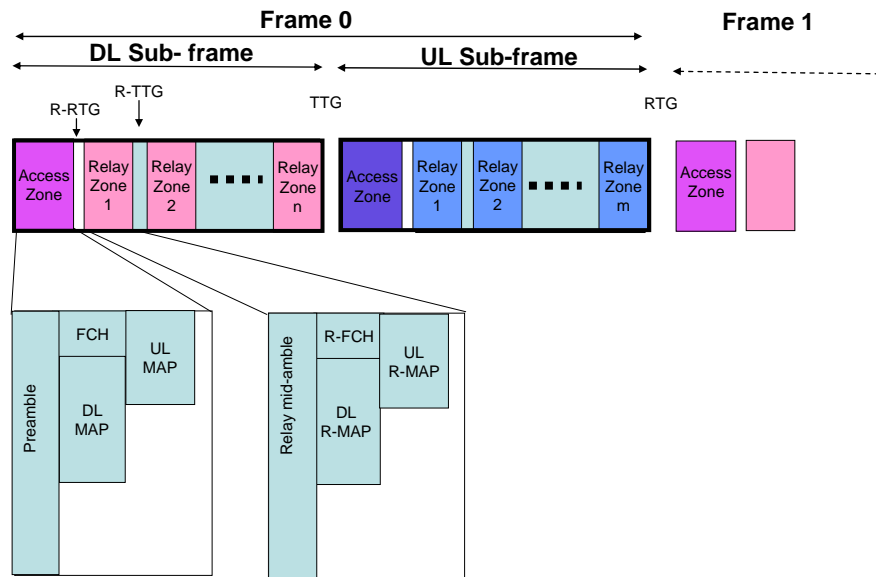 Frame 0
Frame 1
DL Sub- frame
UL Sub-frame
R-RTG
R-TTG
TTG
RTG
Access
Zone
Relay
Zone
1
Relay
Zone
2
Relay
Zone
n
Access
Zone
Relay
Zone
1
Relay
Zone
2
Relay
Zone
m
Access
Zone
Preamble
FCH
DL
MAP
UL
MAP
Relay mid-amble
R-FCH
DL
R-MAP
UL
R-MAP